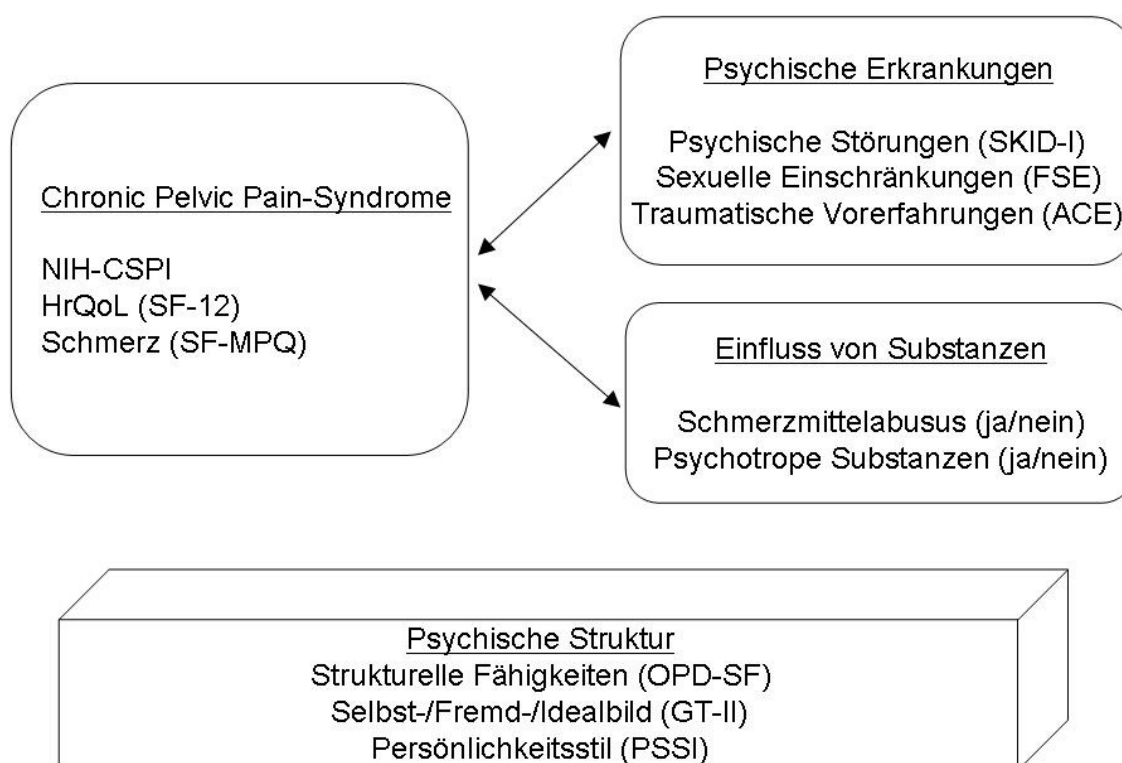 Chronic Pelvic Pain-Syndrome
NIH-CSPI
HrQoL (SF-12)
Schmerz (SF-MPQ)
Psychische Erkrankungen
Psychische Störungen (SKID-I)
Sexuelle Einschränkungen (FSE)
Traumatische Vorerfahrungen (ACE)
Einfluss von Substanzen
Schmerzmittelabusus (ja/nein)
Psychotrope Substanzen (ja/nein)
Psychische Struktur
Strukturelle Fähigkeiten (OPD-SF)
Selbst-/Fremd-/Idealbild (GT-II)
Persönlichkeitsstil (PSSI)